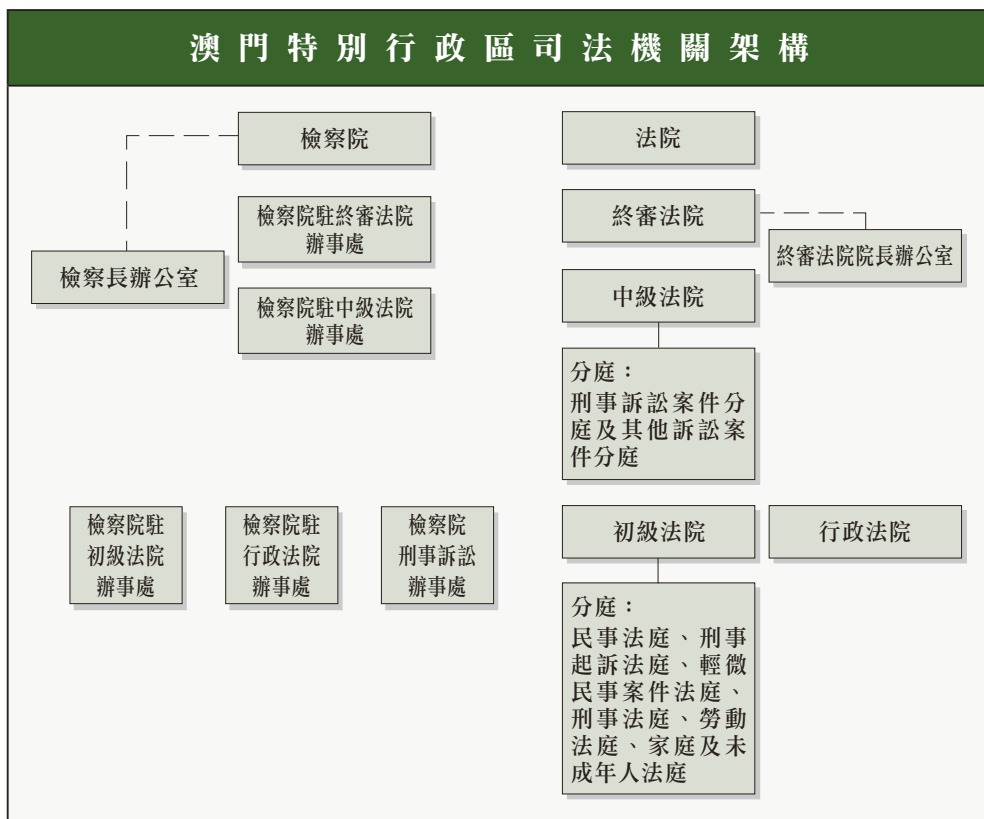 澳門特別行政區司法機關架構
檢察院
檢察長辦公室
檢察院駐終審法院
辦事處
檢察院駐中級法院
辦事處
檢察院駐
初級法院
辦事處
檢察院駐
行政法院
辦事處
檢察院
刑事訴訟
辦事處
法院
終審法院
終審法院院長辦公室
中級法院
分庭：
刑事訴訟案件分
庭及其他訴訟案
件分庭
初級法院
行政法院
分庭：
民事法庭、刑事
起訴法庭、輕微
民事案件法庭、
刑事法庭、勞動
法庭、家庭及未
成年人法庭